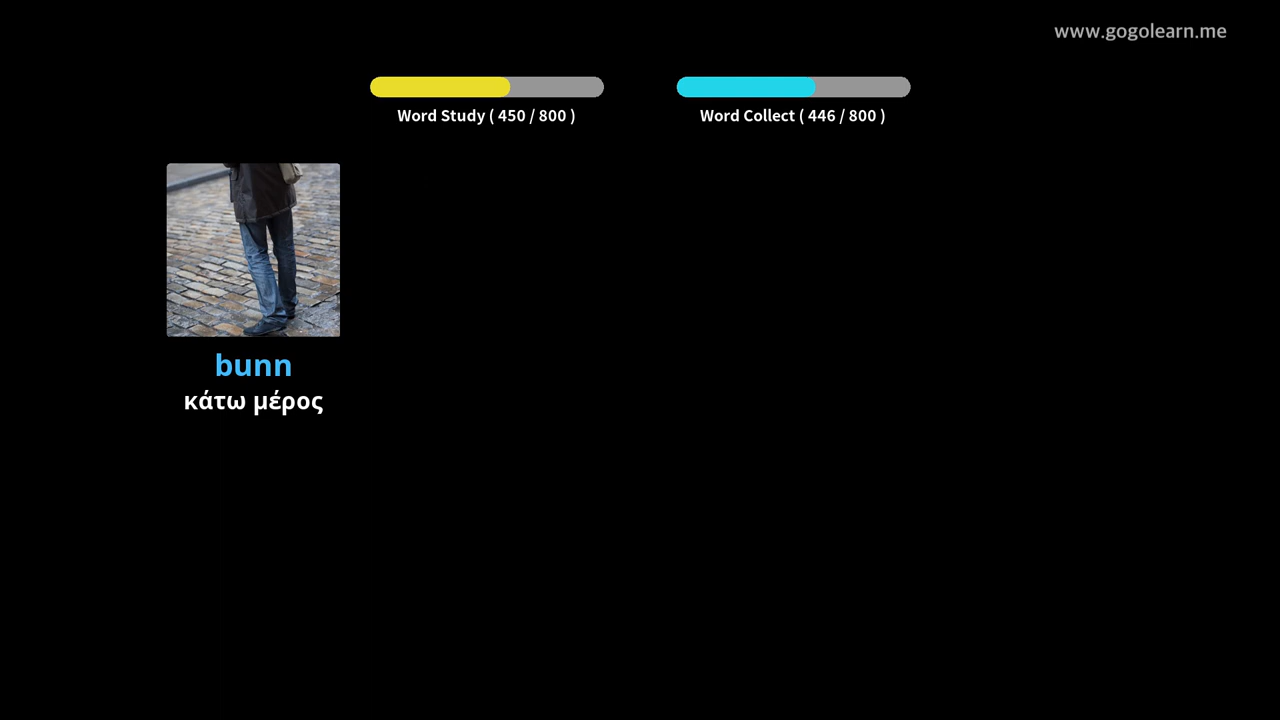 www.gogolearn.me
Word Study ( 450 / 800 )
Word Collect ( 446 / 800 )
bunn
κάτω μέρος